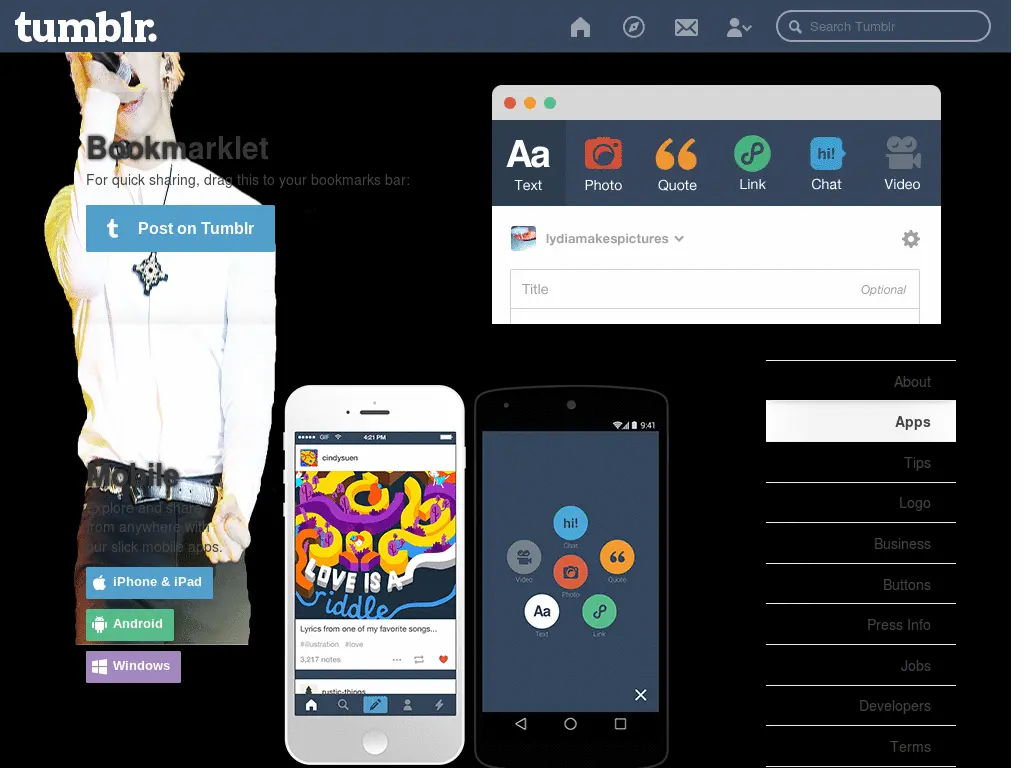 tumblr.
Search Tumblr
Bookmarklet
For quick sharing, drag this to your bookmarks bar:
t Post on Tumblr
Aa
Text
Photo
Quote
Link
hi!
Chat
Video
lydiamakespictures
Title
Optional
About
Apps
Tips
Logo
Business
Buttons
Press Info
Jobs
Developers
Terms
Mobile
Explore and share
from anywhere with
our slick mobile apps.
iPhone & iPad
Android
Windows
GIF
4:21 PM
cindysuen
LOVE IS A
riddle
Lyrics from one of my favorite songs...
#illustration #love
3,217 notes
rustic-things
9:41
hi!
Chat
Video
Quote
Photo
Aa
Text
Link